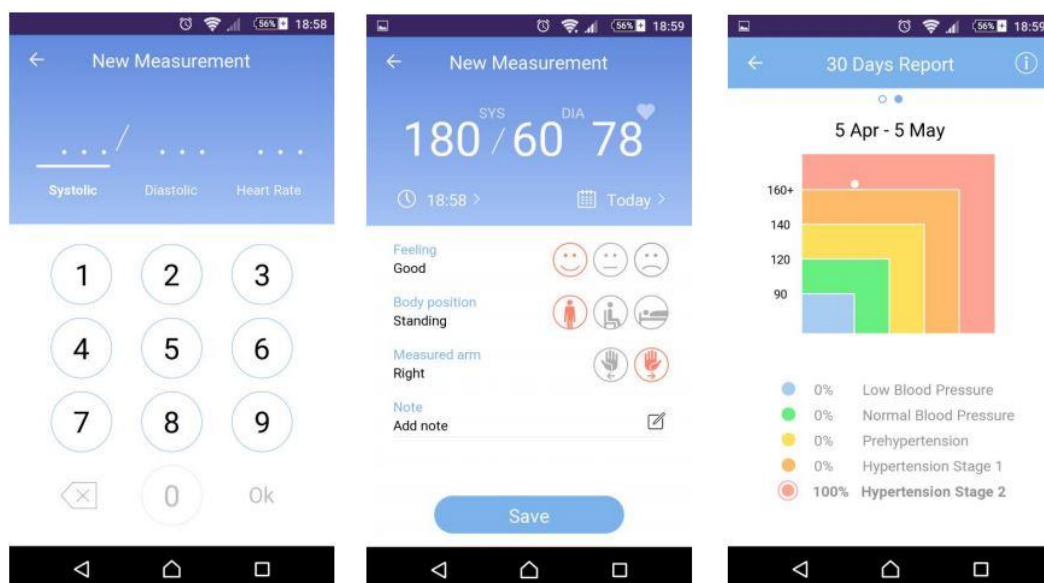 56% 18:58
New Measurement
... / ... ...
Systolic Diastolic Heart Rate
1 2 3
4 5 6
7 8 9
0 Ok
56% 18:59
New Measurement
SYS DIA
180/60 78
18:58 > Today >
Feeling
Good
Body position
Standing
Measured arm
Right
Note
Add note
Save
56% 18:59
30 Days Report
5 Apr - 5 May
160+
140
120
90
0% Low Blood Pressure
0% Normal Blood Pressure
0% Prehypertension
0% Hypertension Stage 1
100% Hypertension Stage 2